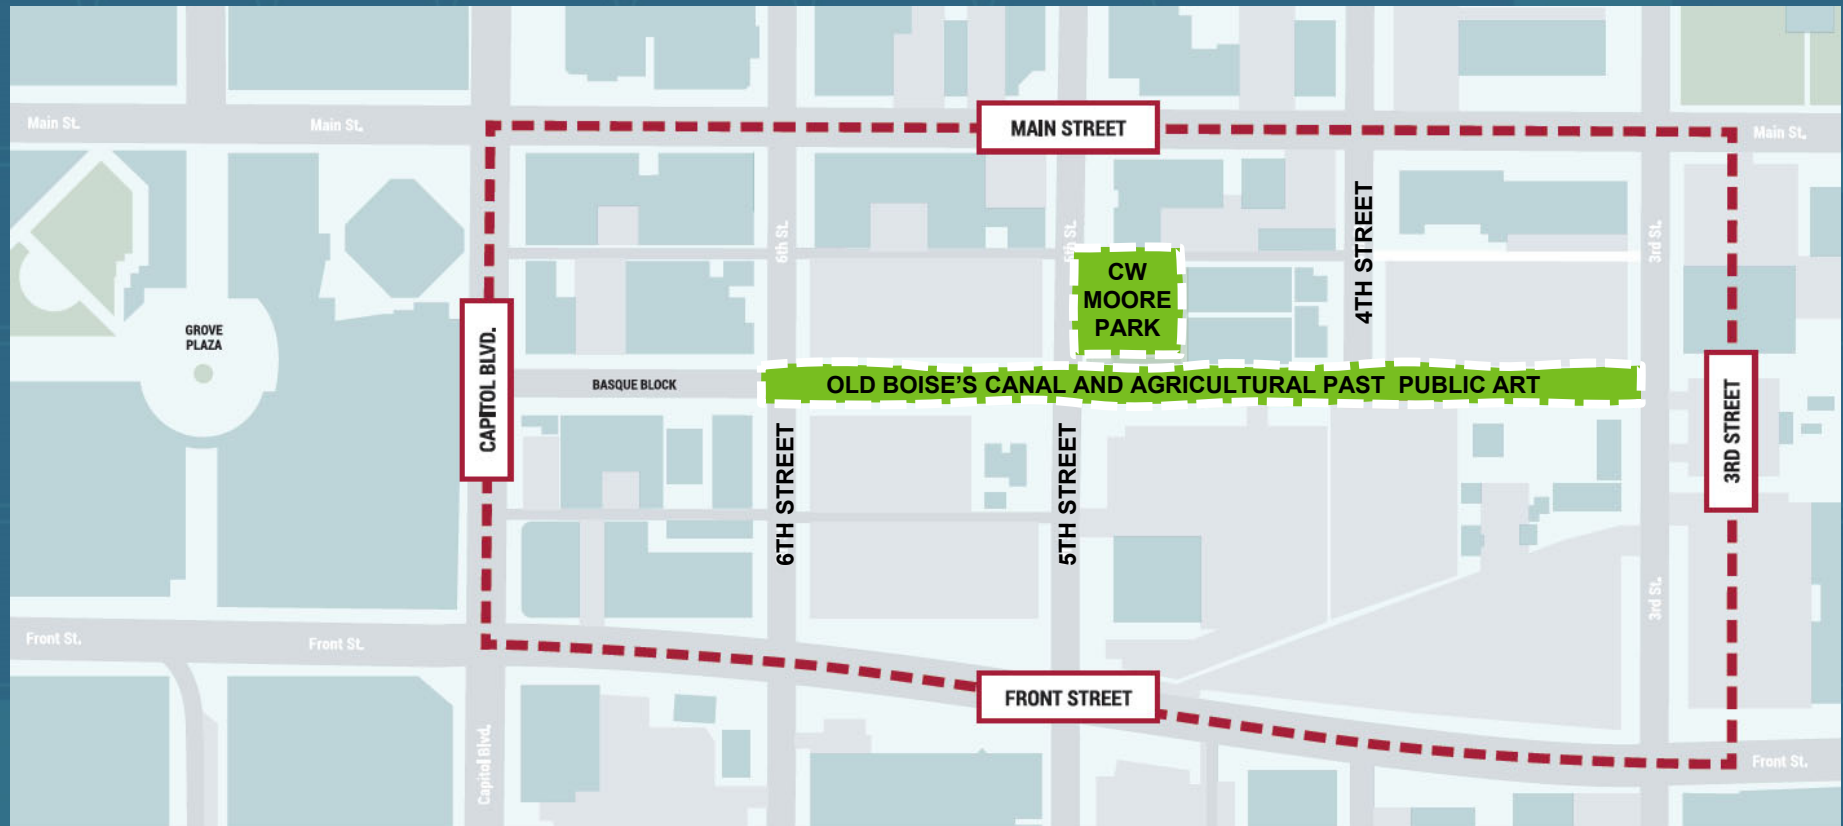 Main St.
Main St.
MAIN STREET
Main St.
6th St.
5th St.
4TH STREET
3rd St.
CW
MOORE
PARK
GROVE
PLAZA
CAPITOL BLVD.
BASQUE BLOCK
OLD BOISE'S CANAL AND AGRICULTURAL PAST PUBLIC ART
3RD STREET
6TH STREET
5TH STREET
3rd St.
Front St.
Front St.
FRONT STREET
Capitol Blvd.
Front St.